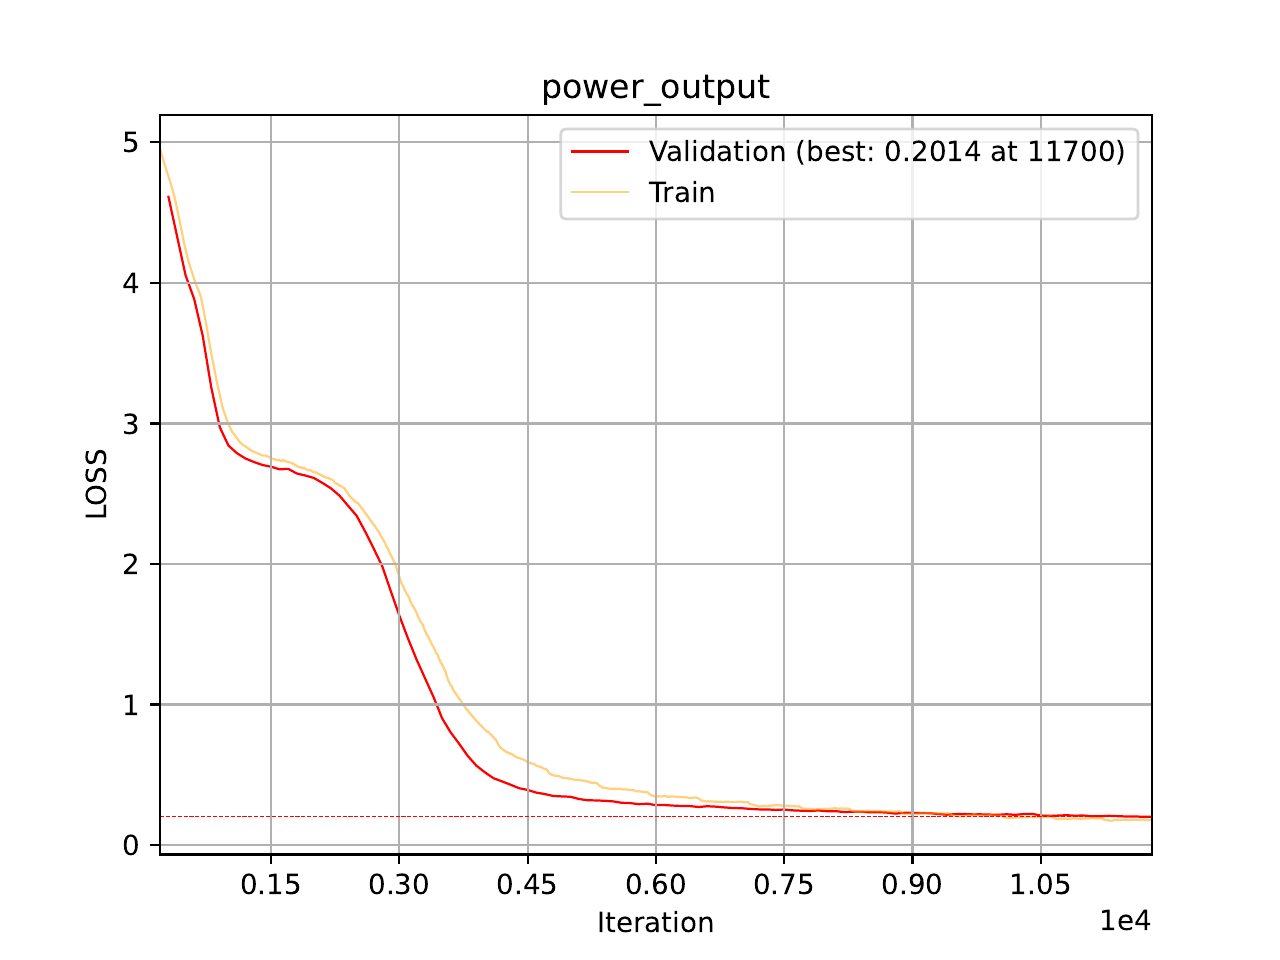 power_output
Validation (best: 0.2014 at 11700)
Train
5
4
3
2
1
0
LOSS
0.15 0.30 0.45 0.60 0.75 0.90 1.05
Iteration
1e4